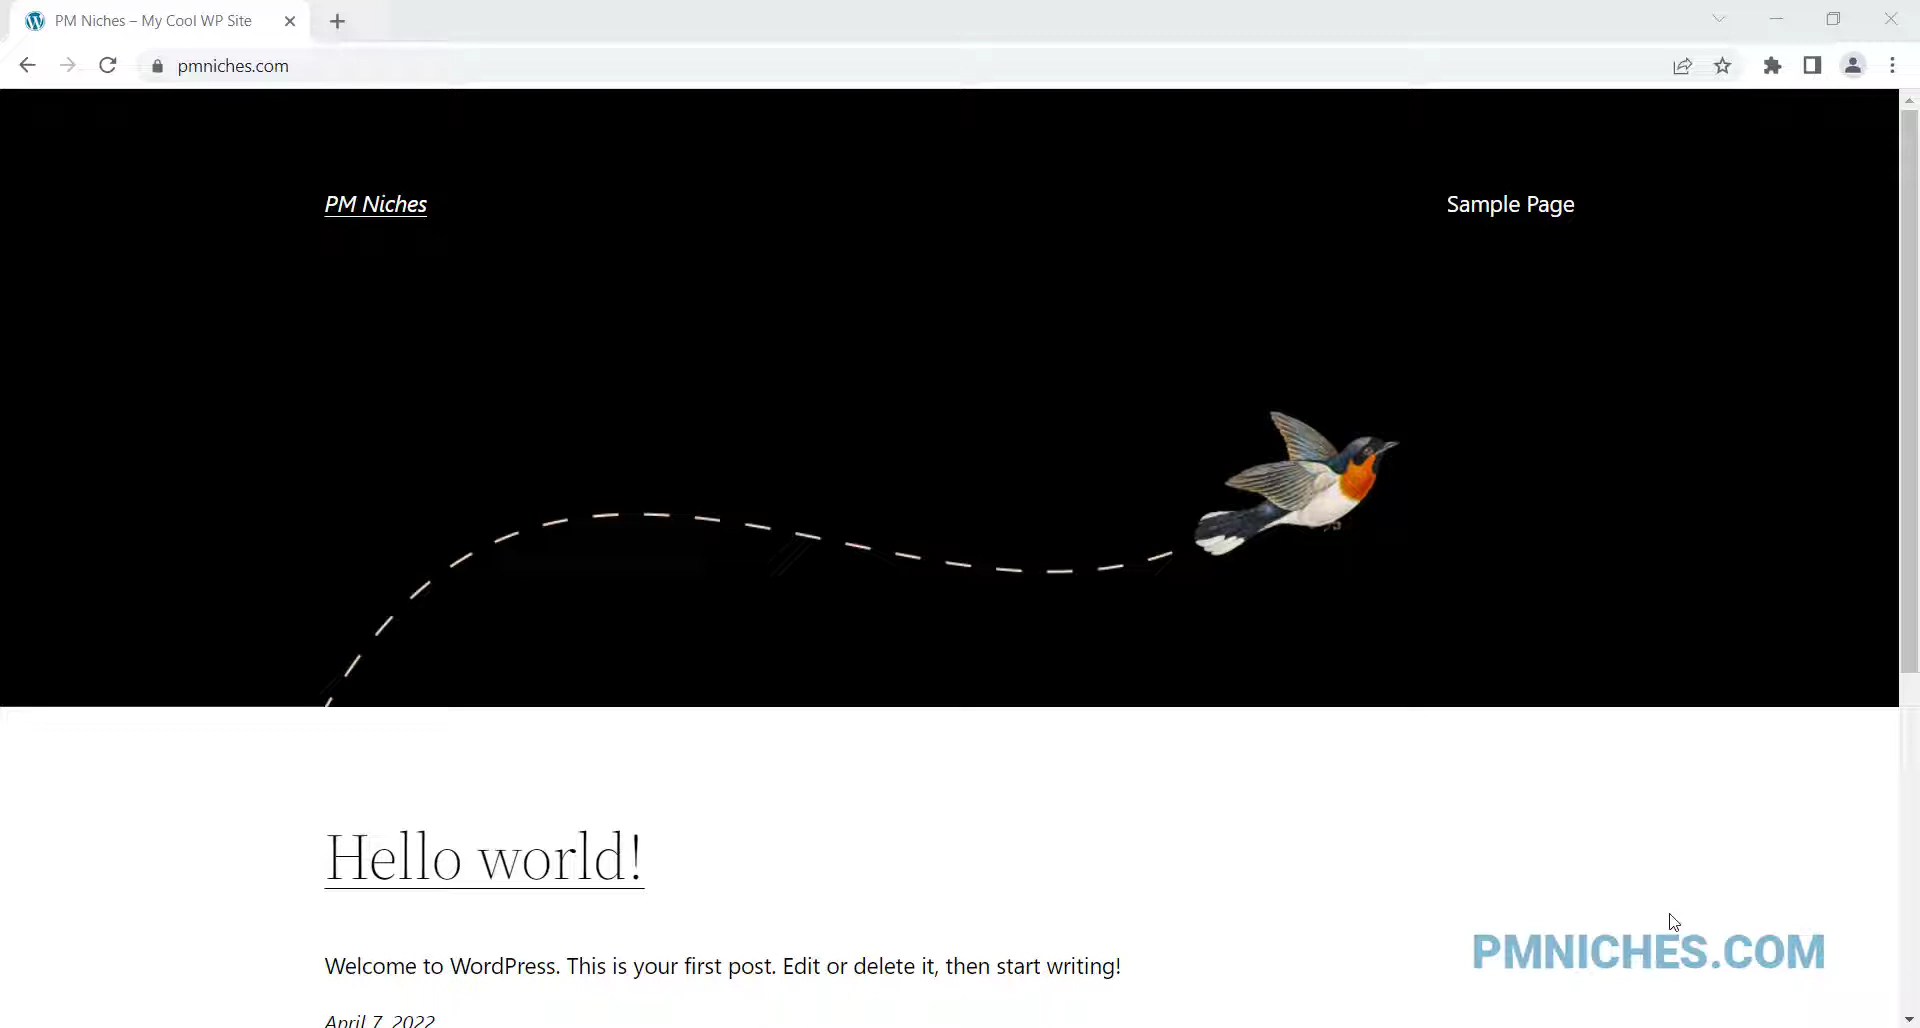 PM Niches – My Cool WP Site
pmniches.com
PM Niches
Sample Page
Hello world!
Welcome to WordPress. This is your first post. Edit or delete it, then start writing!
PMNICHES.COM
April 7, 2022